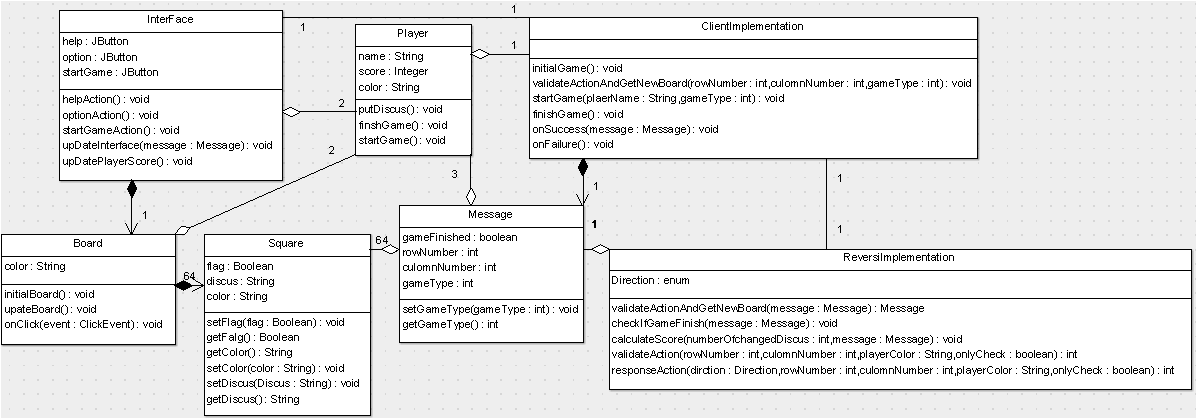 InterFace
help : JButton
option : JButton
startGame : JButton
helpAction() : void
optionAction() : void
startGameAction() : void
upDateInterface(message : Message) : void
upDatePlayerScore() : void
1
1
Player
name : String
score : Integer
color : String
putDiscus() : void
finshGame() : void
startGame() : void
1
2
2
3
ClientImplementation
initialGame() : void
validateActionAndGetNewBoard(rowNumber : int,culomnNumber : int,gameType : int) : void
startGame(plaerName : String,gameType : int) : void
finishGame() : void
onSuccess(message : Message) : void
onFailure() : void
1
1
1
1
Board
color : String
initialBoard() : void
upateBoard() : void
onClick(event : ClickEvent) : void
64
Square
flag : Boolean
discus : String
color : String
setFlag(flag : Boolean) : void
getFalg() : Boolean
getColor() : String
setColor(color : String) : void
setDiscus(Discus : String) : void
getDiscus() : String
64
Message
gameFinished : boolean
rowNumber : int
culomnNumber : int
gameType : int
setGameType(gameType : int) : void
getGameType() : int
1
ReversiImplementation
Direction : enum
validateActionAndGetNewBoard(message : Message) : Message
checkIfGameFinish(message : Message) : void
calculateScore(numberOfchangedDiscus : int,message : Message) : void
validateAction(rowNumber : int,culomnNumber : int,playerColor : String,onlyCheck : boolean) : int
responseAction(dirction : Direction,rowNumber : int,culomnNumber : int,playerColor : String,onlyCheck : boolean) : int